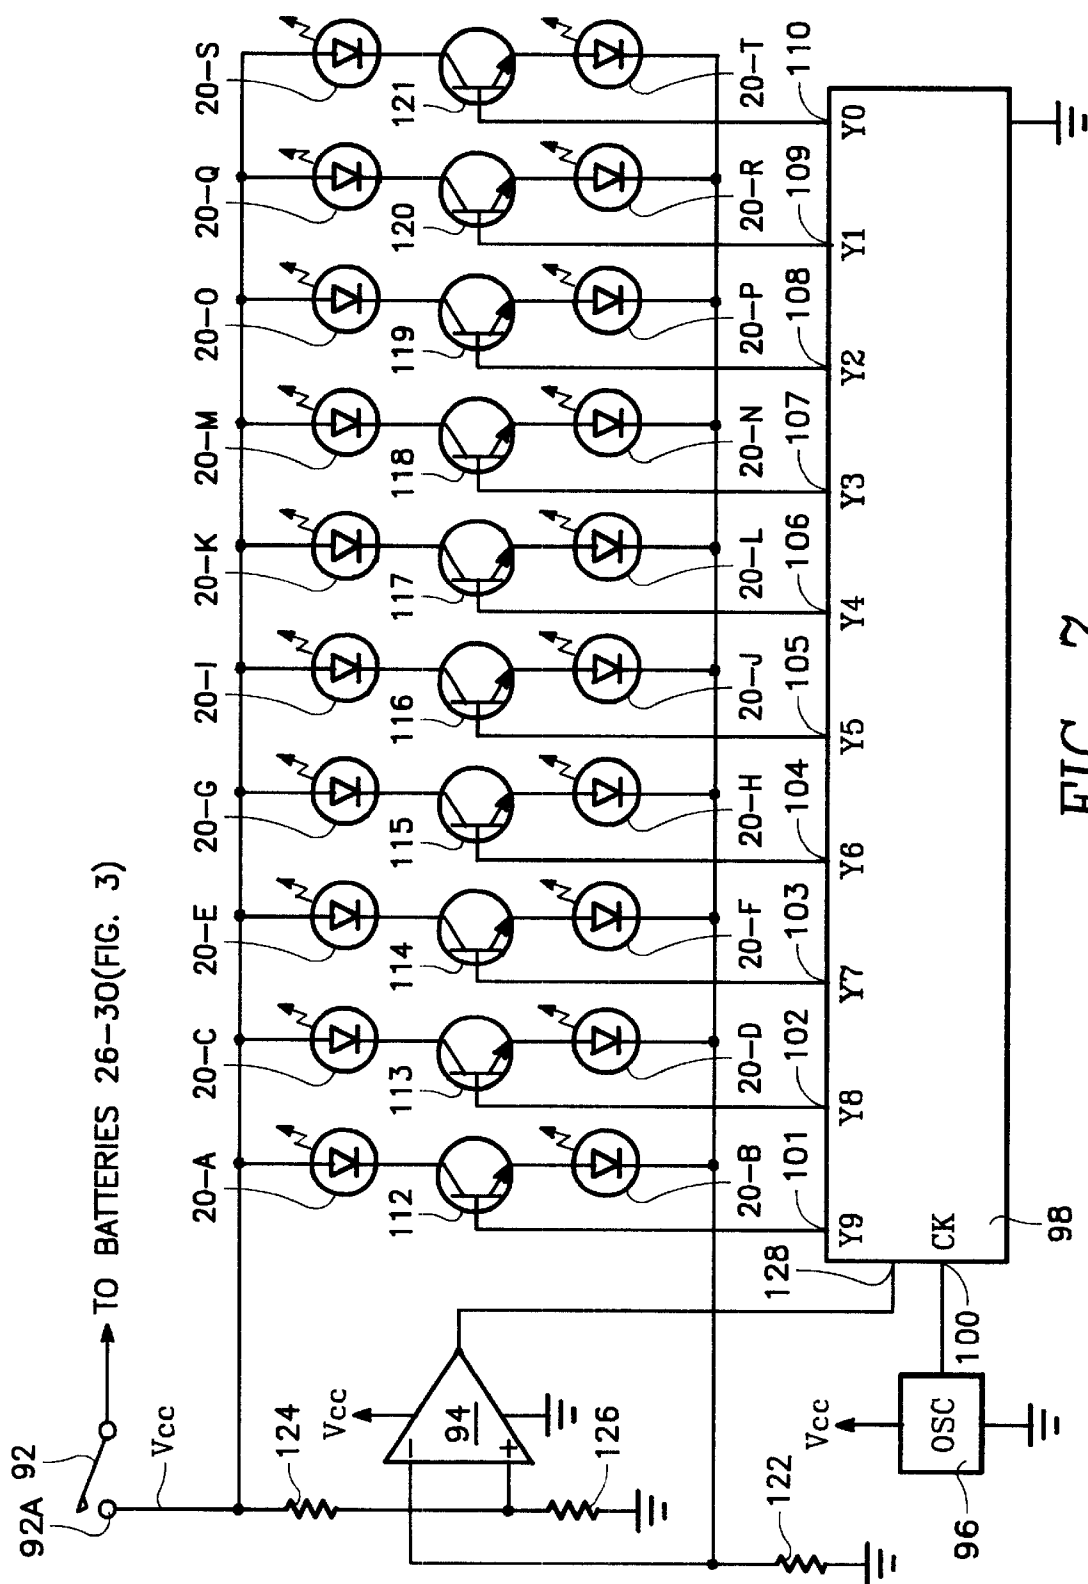 92
92A
TO BATTERIES 26-30(FIG. 3)
Vcc
20-A
20-C
20-E
20-G
20-I
20-K
20-M
20-O
20-Q
20-S
124
Vcc
94
-
+
126
112
113
114
115
116
117
118
119
120
121
20-B
20-D
20-F
20-H
20-J
20-L
20-N
20-P
20-R
20-T
122
Vcc
OSC
96
100
128
101
102
103
104
105
106
107
108
109
110
Y9
Y8
Y7
Y6
Y5
Y4
Y3
Y2
Y1
Y0
CK
98
FIG. 7